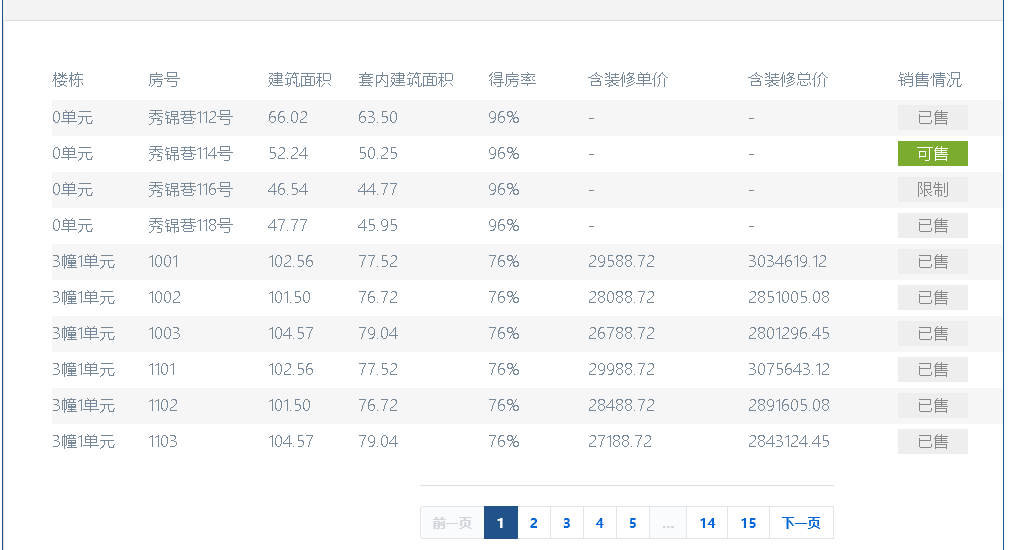 楼栋 房号 建筑面积 套内建筑面积 得房率 含装修单价 含装修总价 销售情况
0单元 秀锦巷112号 66.02 63.50 96% - - 已售
0单元 秀锦巷114号 52.24 50.25 96% - - 可售
0单元 秀锦巷116号 46.54 44.77 96% - - 限制
0单元 秀锦巷118号 47.77 45.95 96% - - 已售
3幢1单元 1001 102.56 77.52 76% 29588.72 3034619.12 已售
3幢1单元 1002 101.50 76.72 76% 28088.72 2851005.08 已售
3幢1单元 1003 104.57 79.04 76% 26788.72 2801296.45 已售
3幢1单元 1101 102.56 77.52 76% 29988.72 3075643.12 已售
3幢1单元 1102 101.50 76.72 76% 28488.72 2891605.08 已售
3幢1单元 1103 104.57 79.04 76% 27188.72 2843124.45 已售
前一页 1 2 3 4 5 ... 14 15 下一页